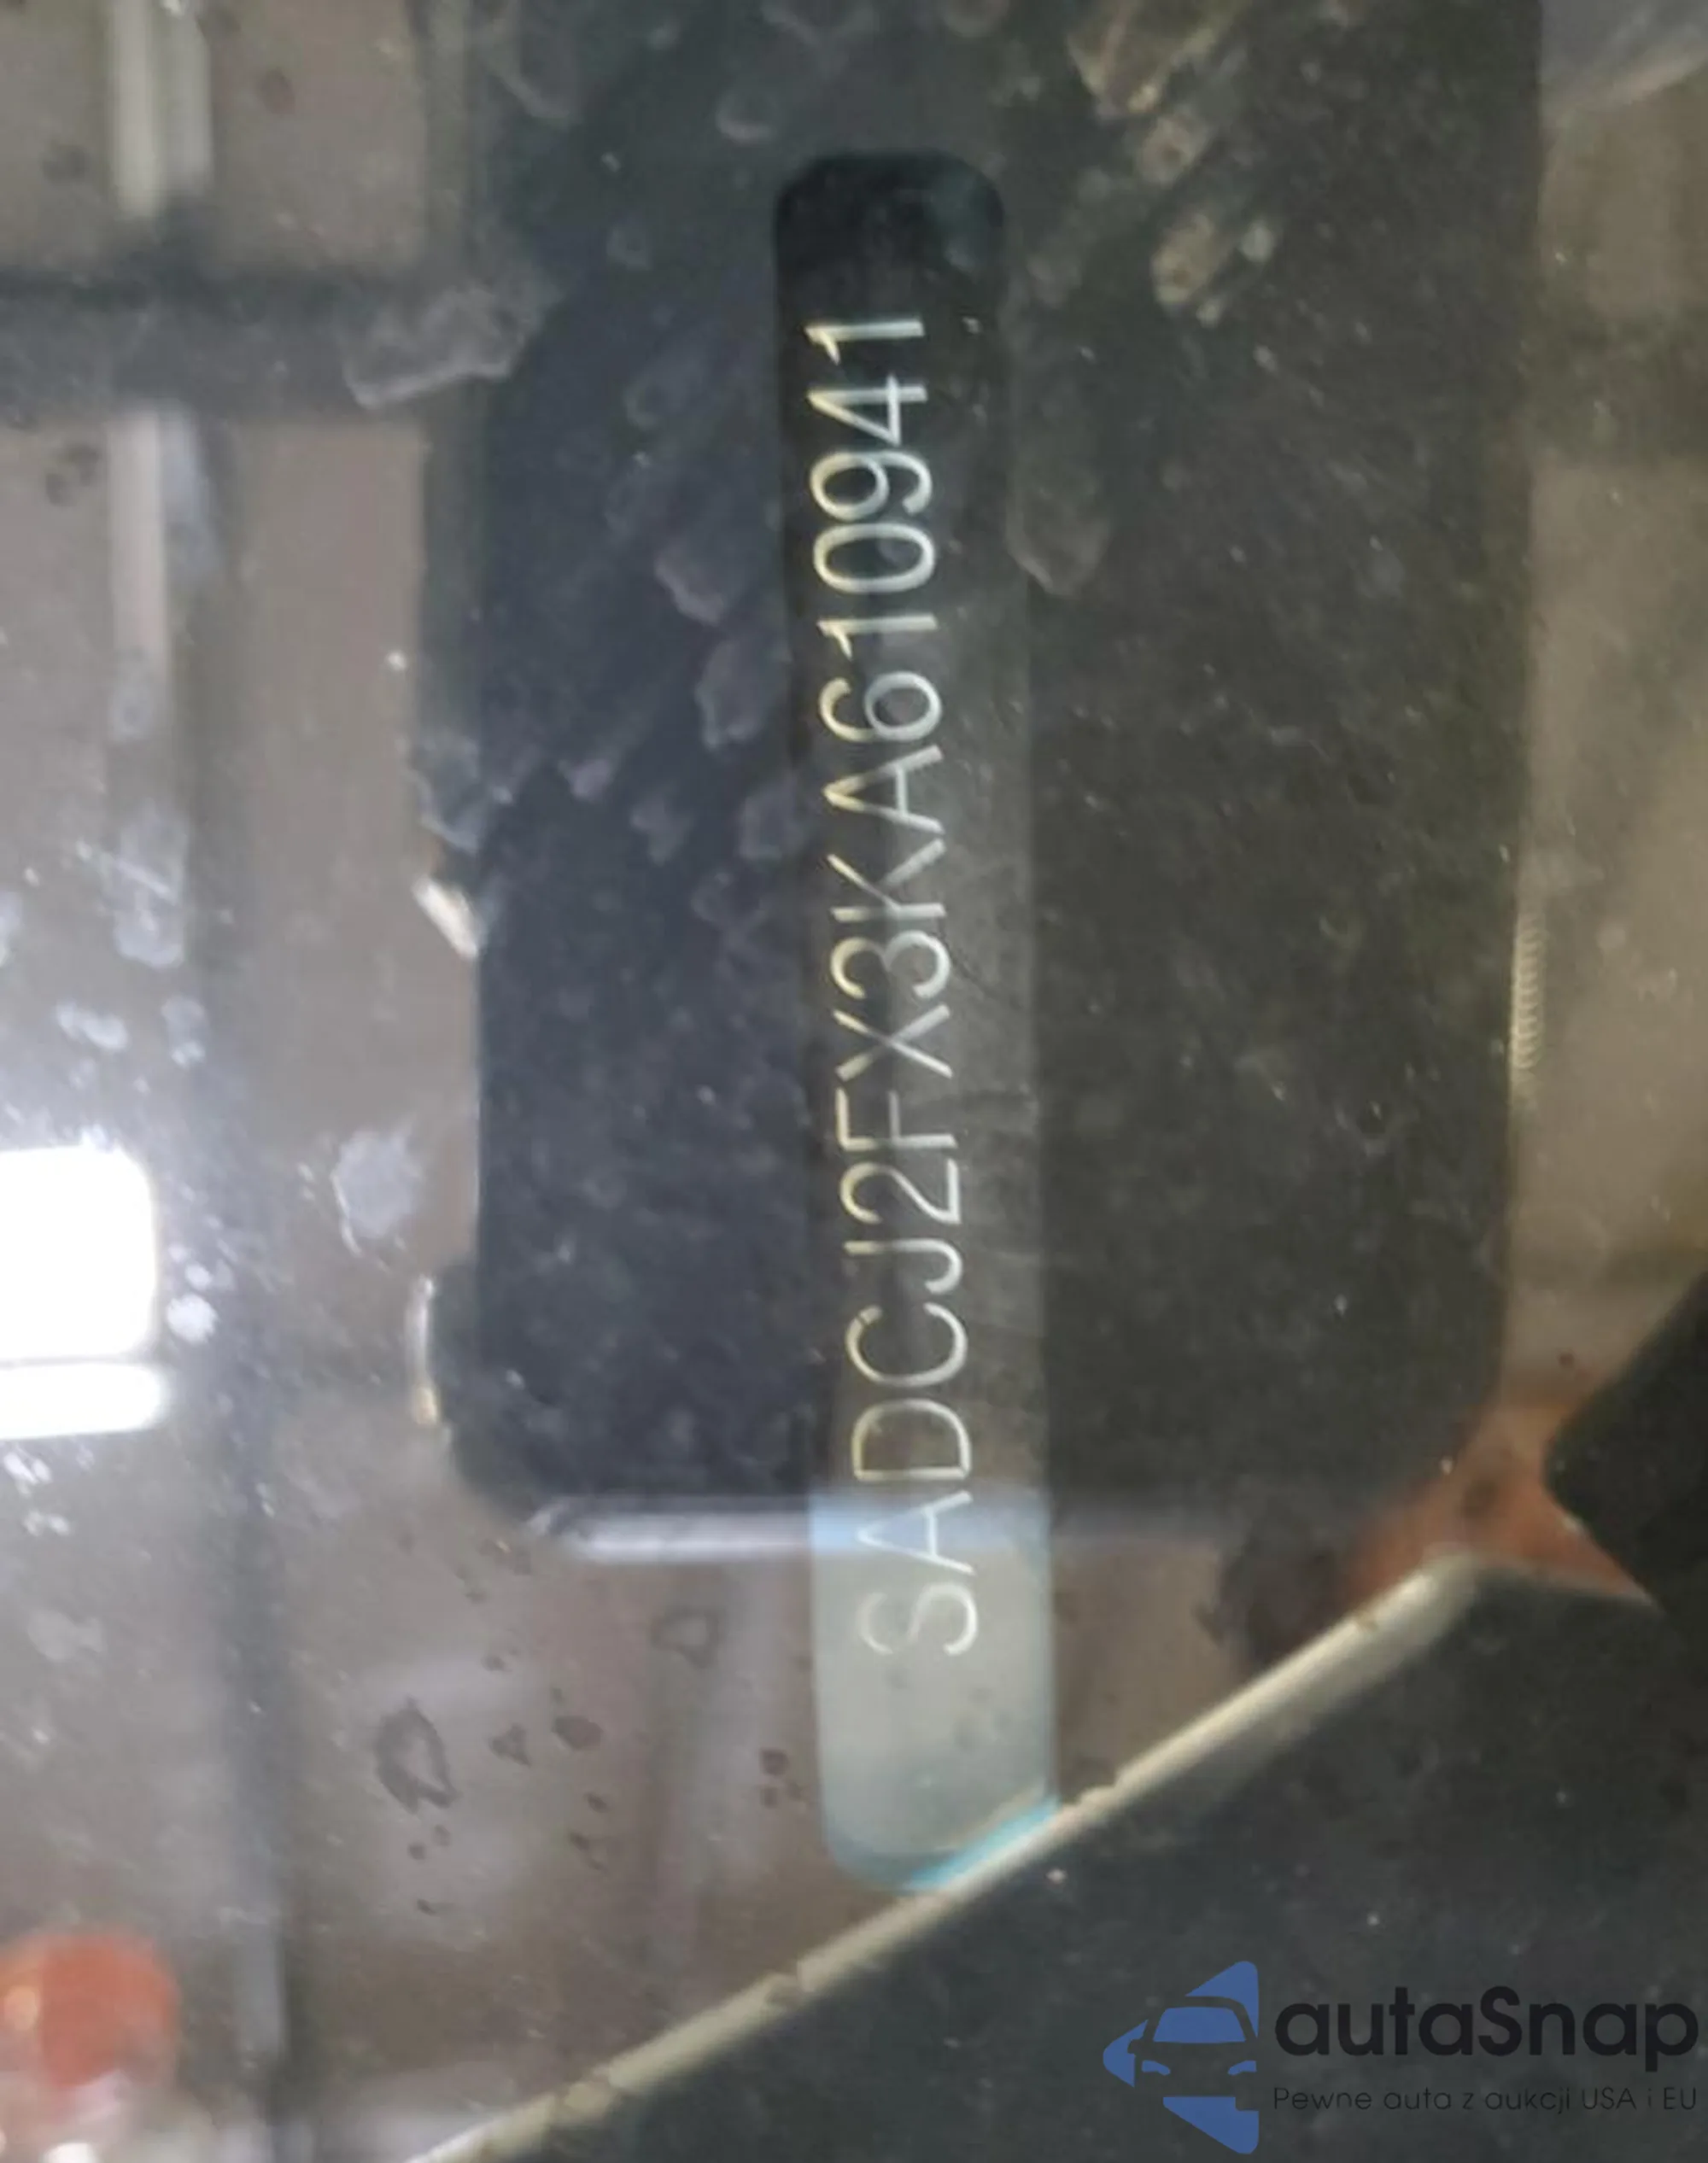 SADCJ2FX3KA610941
autaSnap
Pewne auta z aukcji USA i EU